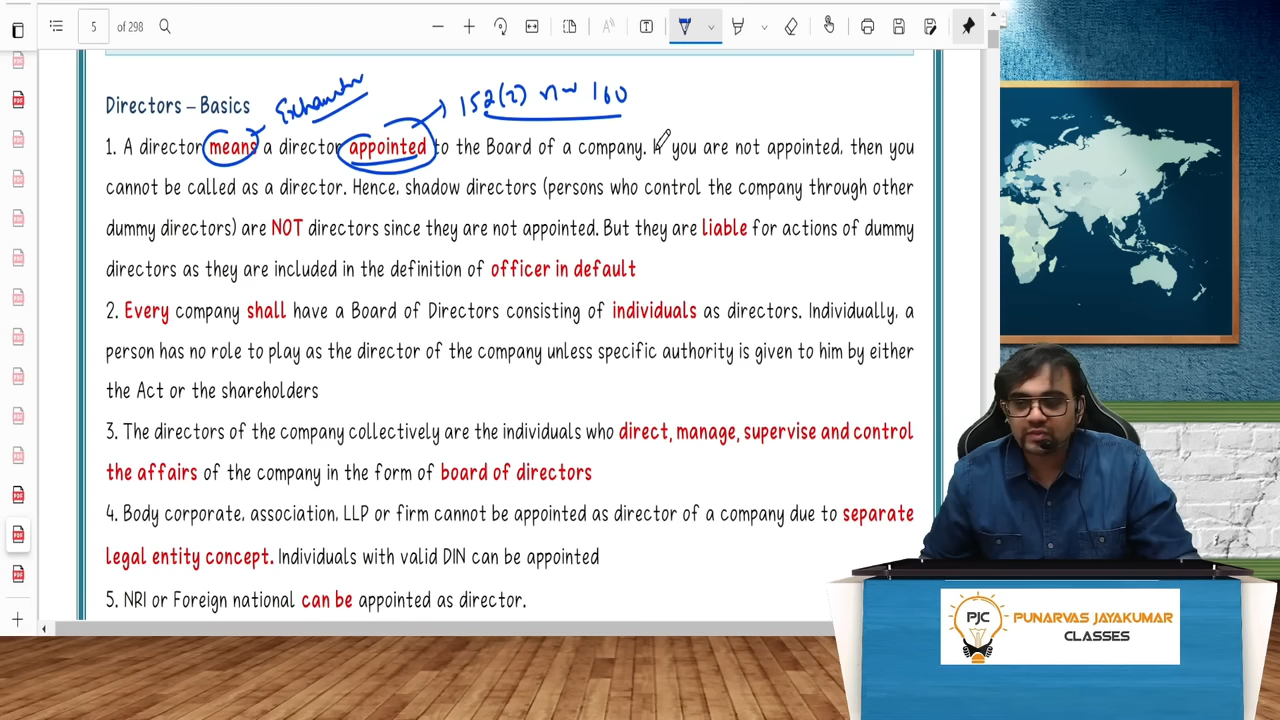 5 of 298
Directors – Basics
Exhaustive
152(2) n w 160
1. A director means a director appointed to the Board of a company. If you are not appointed, then you
cannot be called as a director. Hence, shadow directors (persons who control the company through other
dummy directors) are NOT directors since they are not appointed. But they are liable for actions of dummy
directors as they are included in the definition of officer in default
2. Every company shall have a Board of Directors consisting of individuals as directors. Individually, a
person has no role to play as the director of the company unless specific authority is given to him by either
the Act or the shareholders
3. The directors of the company collectively are the individuals who direct, manage, supervise and control
the affairs of the company in the form of board of directors
4. Body corporate, association, LLP or firm cannot be appointed as director of a company due to separate
legal entity concept. Individuals with valid DIN can be appointed
5. NRI or Foreign national can be appointed as director.
PJC
PUNARVAS JAYAKUMAR
CLASSES